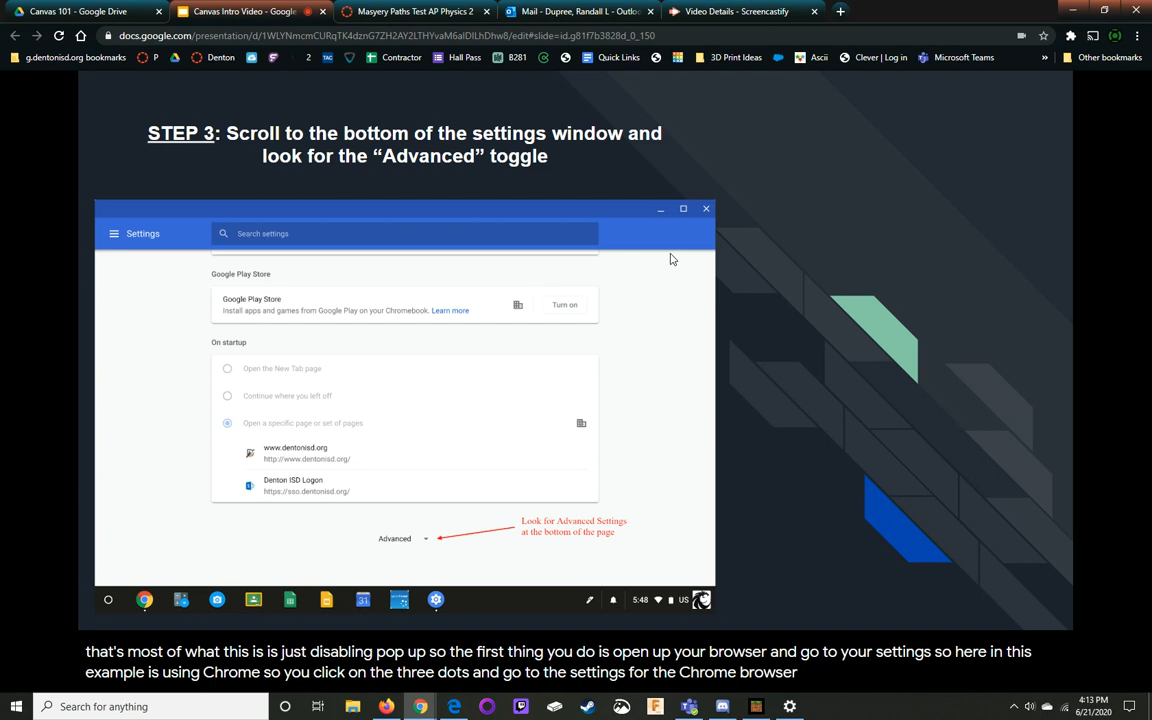 Canvas 101 - Google Drive
Canvas Intro Video - Google
Masyery Paths Test AP Physics 2
Mail - Dupree, Randall L - Outlo
Video Details - Screencastify
docs.google.com/presentation/d/1WLYNmcmCURqTK4dznG7ZH2AY2LTHYvaM6alDlLhDhw8/edit#slide=id.g81f7b3828d_0_150
g.dentonisd.org bookmarks
P
Denton
2
Contractor
Hall Pass
B281
Quick Links
3D Print Ideas
Ascii
Clever | Log in
Microsoft Teams
»
Other bookmarks
STEP 3: Scroll to the bottom of the settings window and
look for the “Advanced” toggle
Settings
Search settings
Google Play Store
Google Play Store
Install apps and games from Google Play on your Chromebook. Learn more
Turn on
On startup
Open the New Tab page
Continue where you left off
Open a specific page or set of pages
www.dentonisd.org
http://www.dentonisd.org/
Denton ISD Logon
https://sso.dentonisd.org/
Look for Advanced Settings
at the bottom of the page
Advanced
31
5:48
US
that's most of what this is is just disabling pop up so the first thing you do is open up your browser and go to your settings so here in this
example is using Chrome so you click on the three dots and go to the settings for the Chrome browser
Search for anything
4:13 PM
6/21/2020